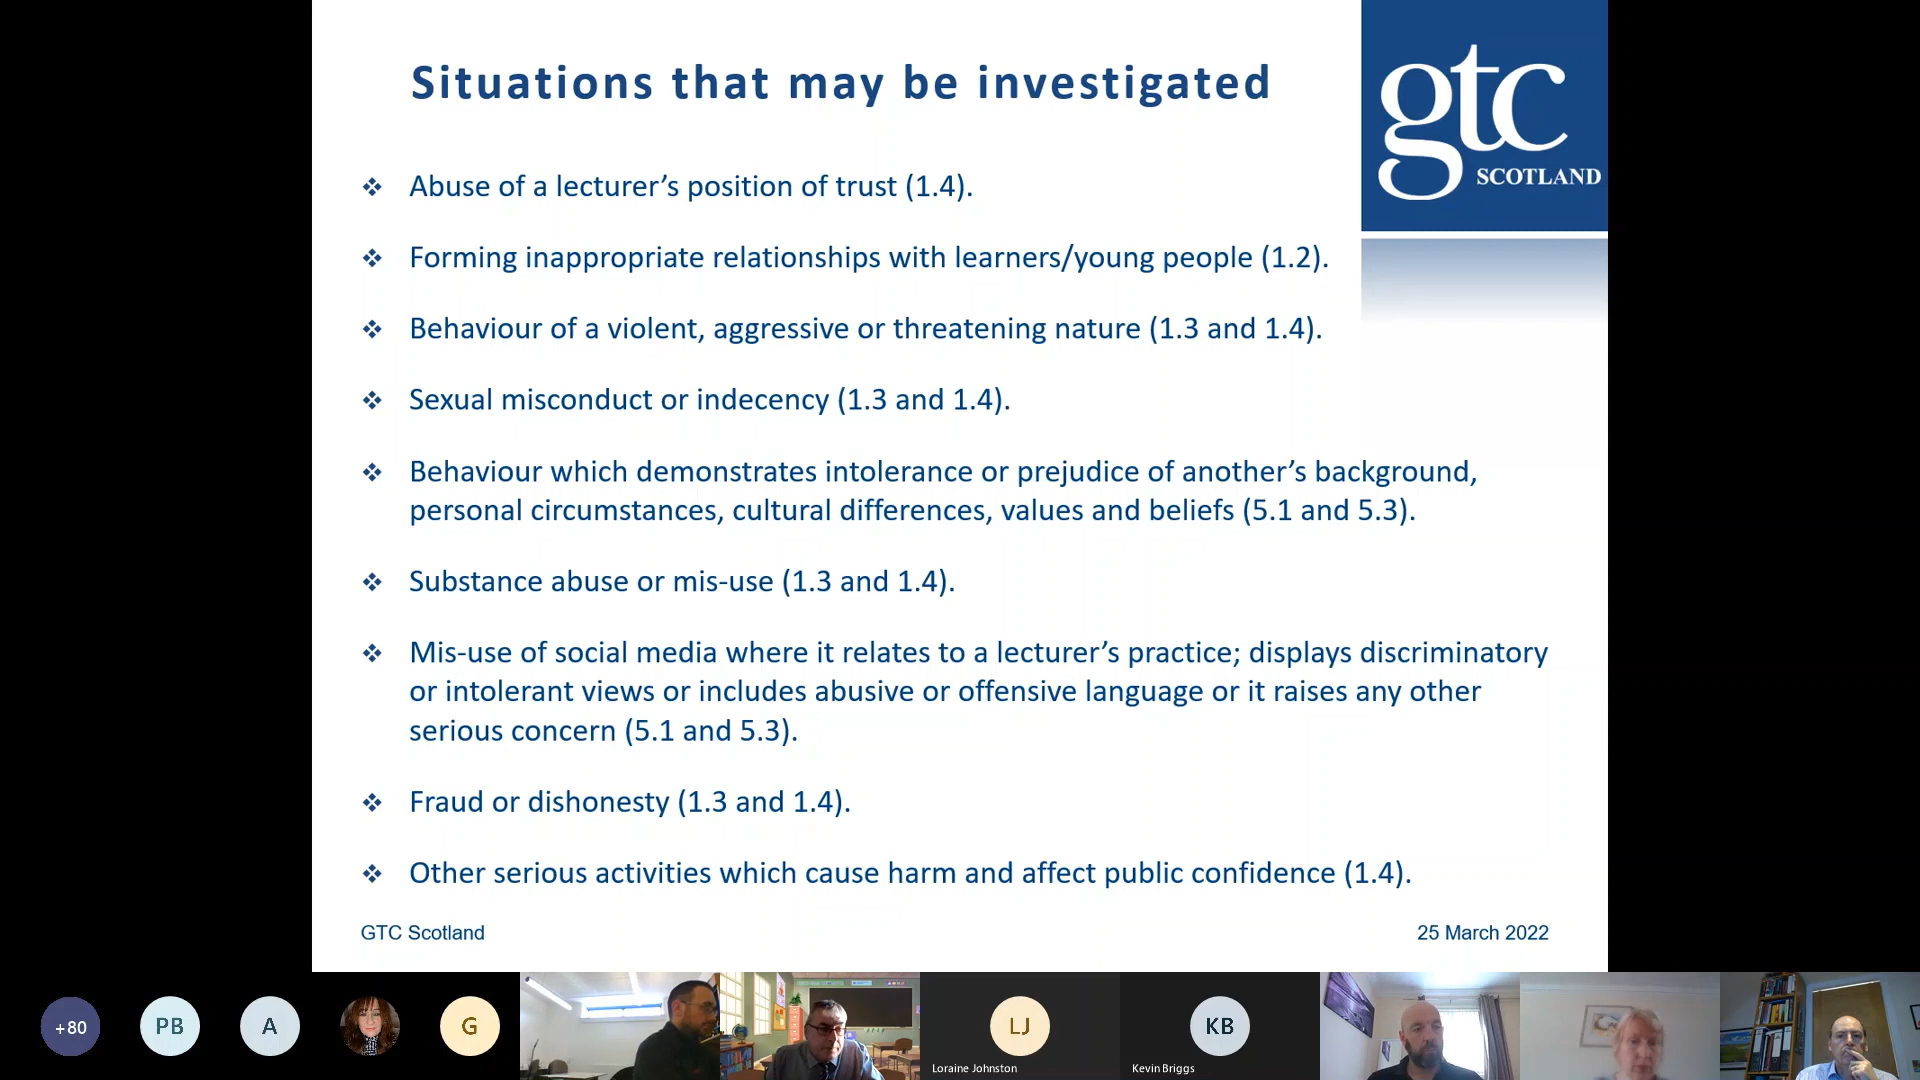 Situations that may be investigated
gtc
SCOTLAND
❖ Abuse of a lecturer’s position of trust (1.4).
❖ Forming inappropriate relationships with learners/young people (1.2).
❖ Behaviour of a violent, aggressive or threatening nature (1.3 and 1.4).
❖ Sexual misconduct or indecency (1.3 and 1.4).
❖ Behaviour which demonstrates intolerance or prejudice of another’s background,
personal circumstances, cultural differences, values and beliefs (5.1 and 5.3).
❖ Substance abuse or mis-use (1.3 and 1.4).
❖ Mis-use of social media where it relates to a lecturer’s practice; displays discriminatory
or intolerant views or includes abusive or offensive language or it raises any other
serious concern (5.1 and 5.3).
❖ Fraud or dishonesty (1.3 and 1.4).
❖ Other serious activities which cause harm and affect public confidence (1.4).
GTC Scotland
25 March 2022
+80
PB
A
G
LJ
Loraine Johnston
KB
Kevin Briggs